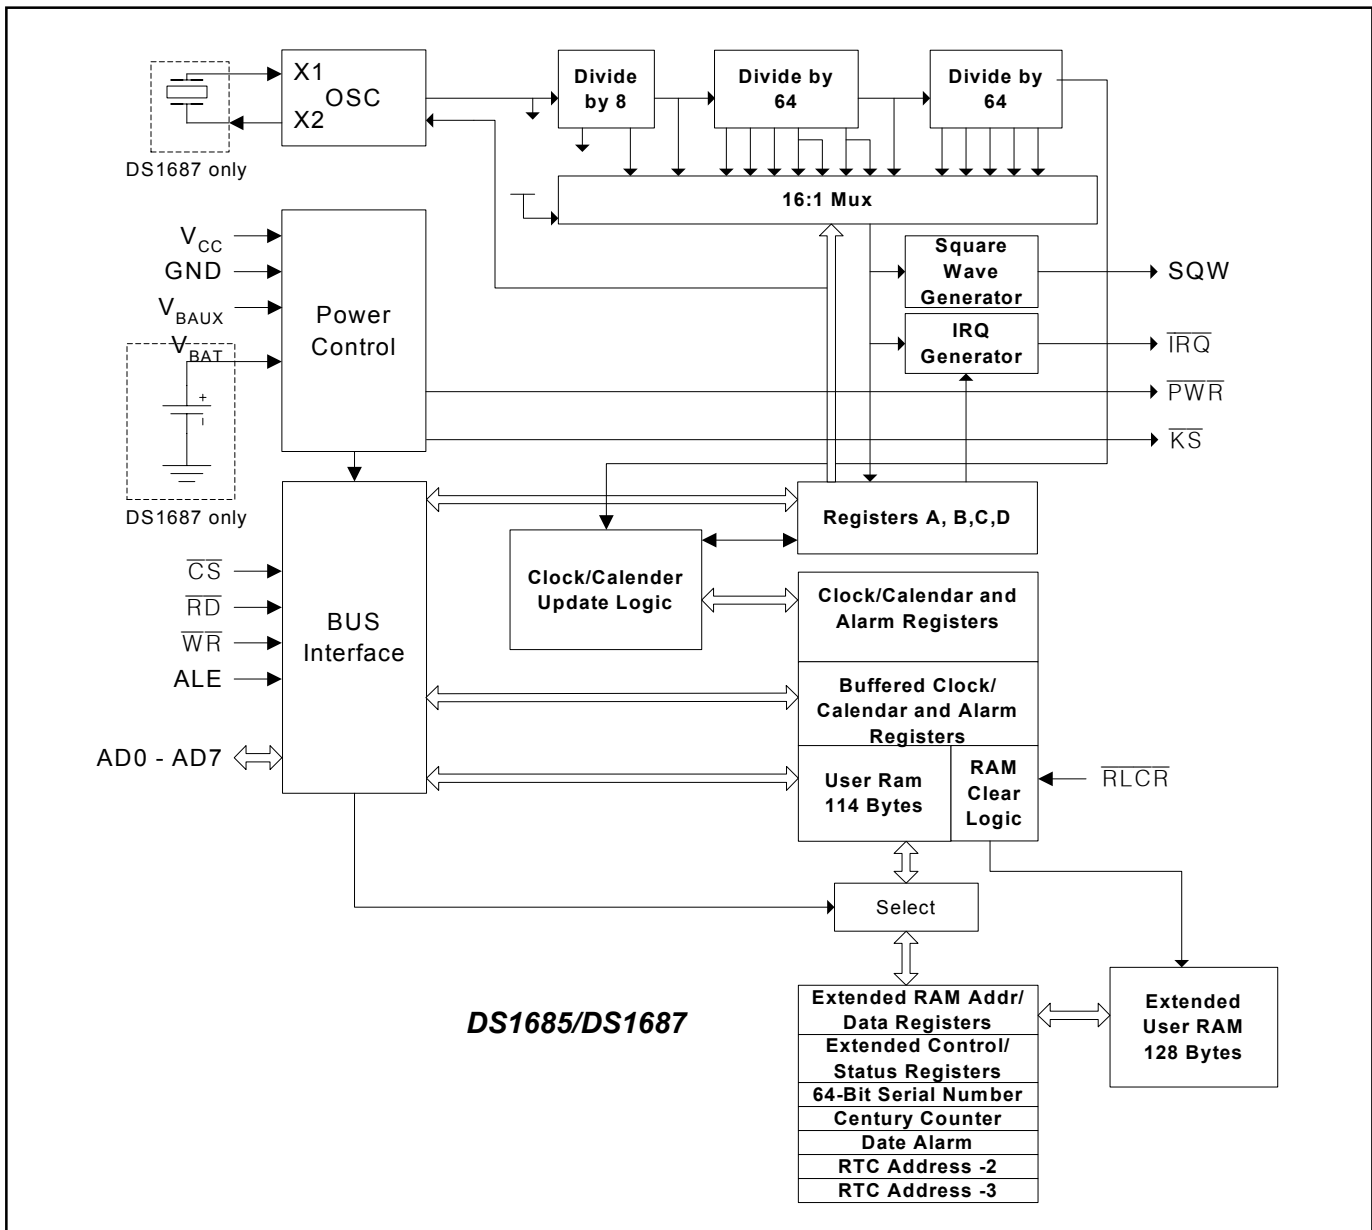 X1
OSC
X2
DS1687 only
Divide
by 8
Divide by
64
Divide by
64
16:1 Mux
VCC
GND
VBAUX
VBAT
+
DS1687 only
Power
Control
Square
Wave
Generator
SQW
IRQ
Generator
IRQ
PWR
KS
Registers A, B,C,D
Clock/Calender
Update Logic
CS
RD
WR
ALE
AD0 - AD7
BUS
Interface
Clock/Calendar and
Alarm Registers
Buffered Clock/
Calendar and Alarm
Registers
User Ram
114 Bytes
RAM
Clear
Logic
RLCR
Select
DS1685/DS1687
Extended RAM Addr/
Data Registers
Extended Control/
Status Registers
64-Bit Serial Number
Century Counter
Date Alarm
RTC Address -2
RTC Address -3
Extended
User RAM
128 Bytes